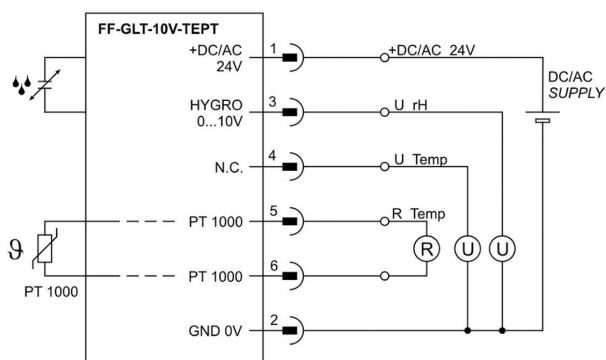 FF-GLT-10V-TEPT
+DC/AC
24V
1
+DC/AC 24V
DC/AC
SUPPLY
HYGRO
0...10V
3
U rH
N.C.
4
U Temp
PT 1000
5
R Temp
R
U
U
ϑ
PT 1000
PT 1000
6
GND 0V
2